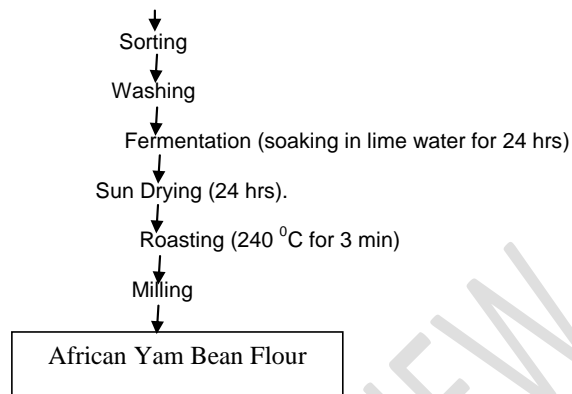 Sorting
Washing
Fermentation (soaking in lime water for 24 hrs)
Sun Drying (24 hrs).
Roasting (240 ⁰C for 3 min)
Milling
African Yam Bean Flour